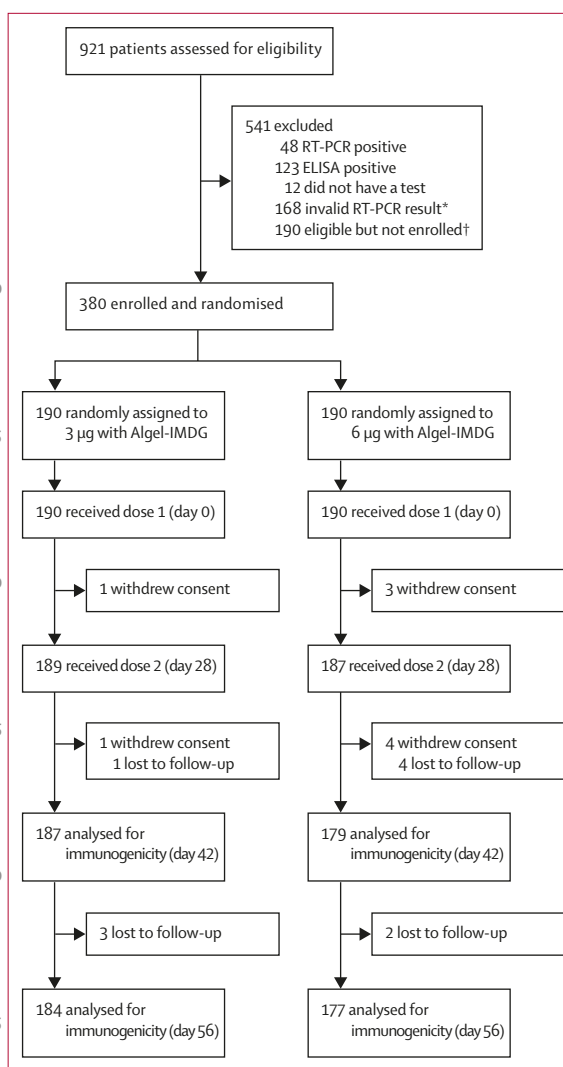 921 patients assessed for eligibility
541 excluded
48 RT-PCR positive
123 ELISA positive
12 did not have a test
168 invalid RT-PCR result*
190 eligible but not enrolled†
380 enrolled and randomised
190 randomly assigned to
3 µg with Algel-IMDG
190 randomly assigned to
6 µg with Algel-IMDG
190 received dose 1 (day 0)
190 received dose 1 (day 0)
1 withdrew consent
3 withdrew consent
189 received dose 2 (day 28)
187 received dose 2 (day 28)
1 withdrew consent
1 lost to follow-up
4 withdrew consent
4 lost to follow-up
187 analysed for
immunogenicity (day 42)
179 analysed for
immunogenicity (day 42)
3 lost to follow-up
2 lost to follow-up
184 analysed for
immunogenicity (day 56)
177 analysed for
immunogenicity (day 56)